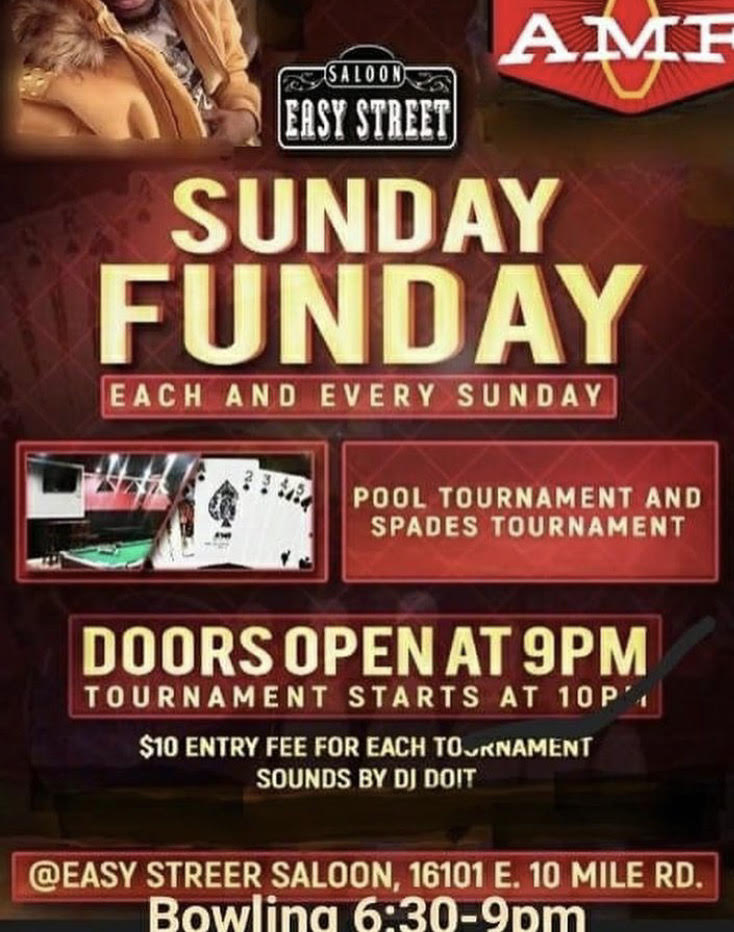 SALOON
EASY STREET
AMF
SUNDAY
FUNDAY
EACH AND EVERY SUNDAY
POOL TOURNAMENT AND
SPADES TOURNAMENT
DOORS OPEN AT 9PM
TOURNAMENT STARTS AT 10PM
$10 ENTRY FEE FOR EACH TOURNAMENT
SOUNDS BY DJ DOIT
@EASY STREER SALOON, 16101 E. 10 MILE RD.
Bowling 6:30-9pm